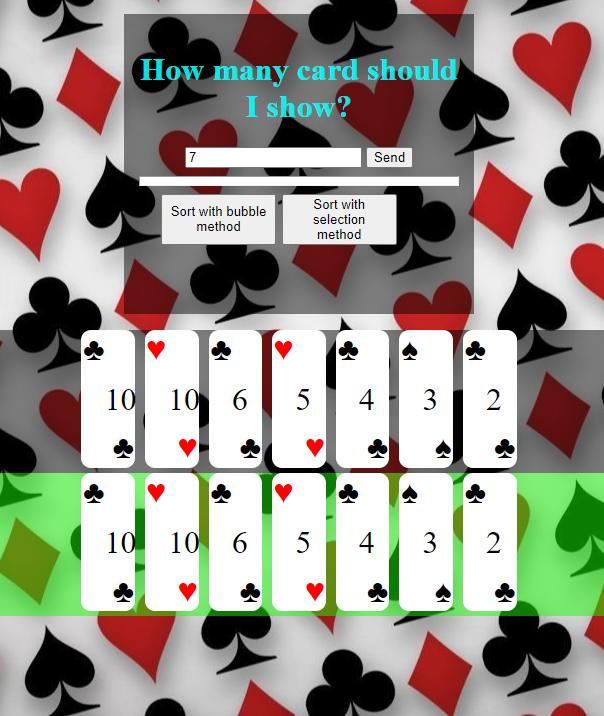 How many card should
I show?
7 Send
Sort with bubble
method
Sort with
selection
method
♣ ♥ ♣ ♥ ♣ ♠ ♣
10 10 6 5 4 3 2
♣ ♥ ♣ ♥ ♣ ♠ ♣
♣ ♥ ♣ ♥ ♣ ♠ ♣
10 10 6 5 4 3 2
♣ ♥ ♣ ♥ ♣ ♠ ♣